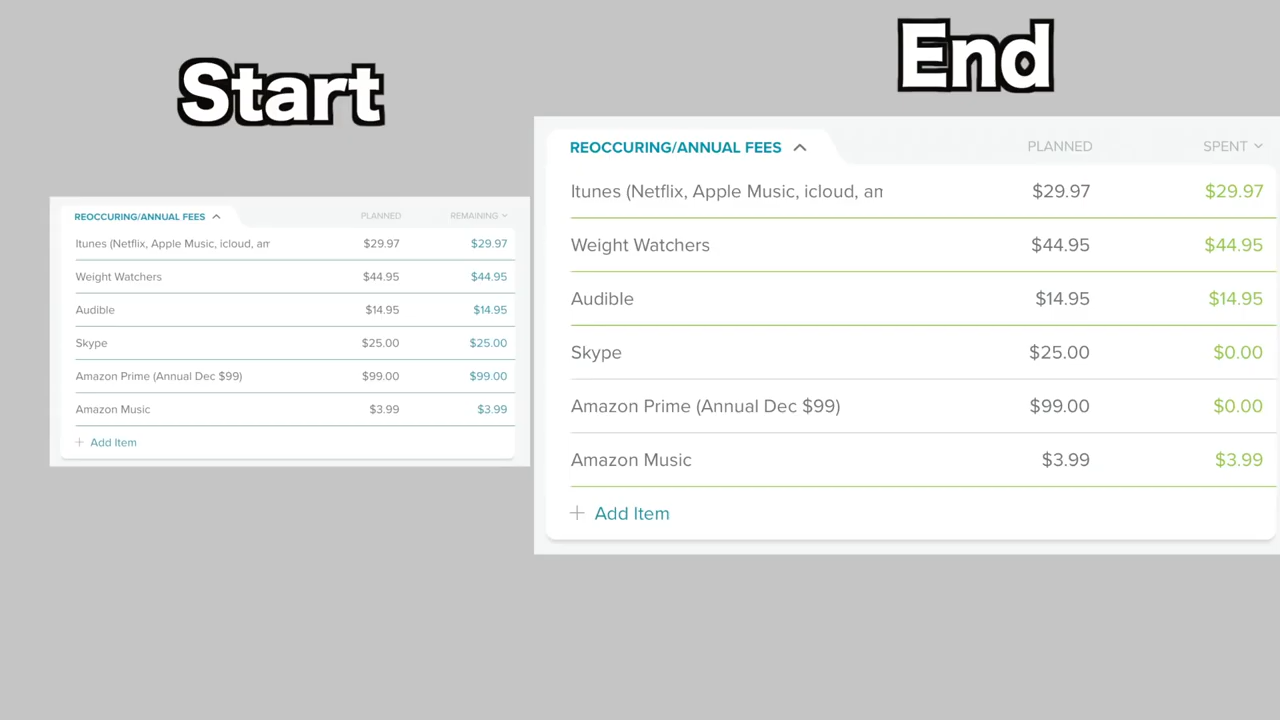 Start
REOCCURING/ANNUAL FEES PLANNED REMAINING
Itunes (Netflix, Apple Music, icloud, am $29.97 $29.97
Weight Watchers $44.95 $44.95
Audible $14.95 $14.95
Skype $25.00 $25.00
Amazon Prime (Annual Dec $99) $99.00 $99.00
Amazon Music $3.99 $3.99
+ Add Item
End
REOCCURING/ANNUAL FEES PLANNED SPENT
Itunes (Netflix, Apple Music, icloud, am $29.97 $29.97
Weight Watchers $44.95 $44.95
Audible $14.95 $14.95
Skype $25.00 $0.00
Amazon Prime (Annual Dec $99) $99.00 $0.00
Amazon Music $3.99 $3.99
+ Add Item